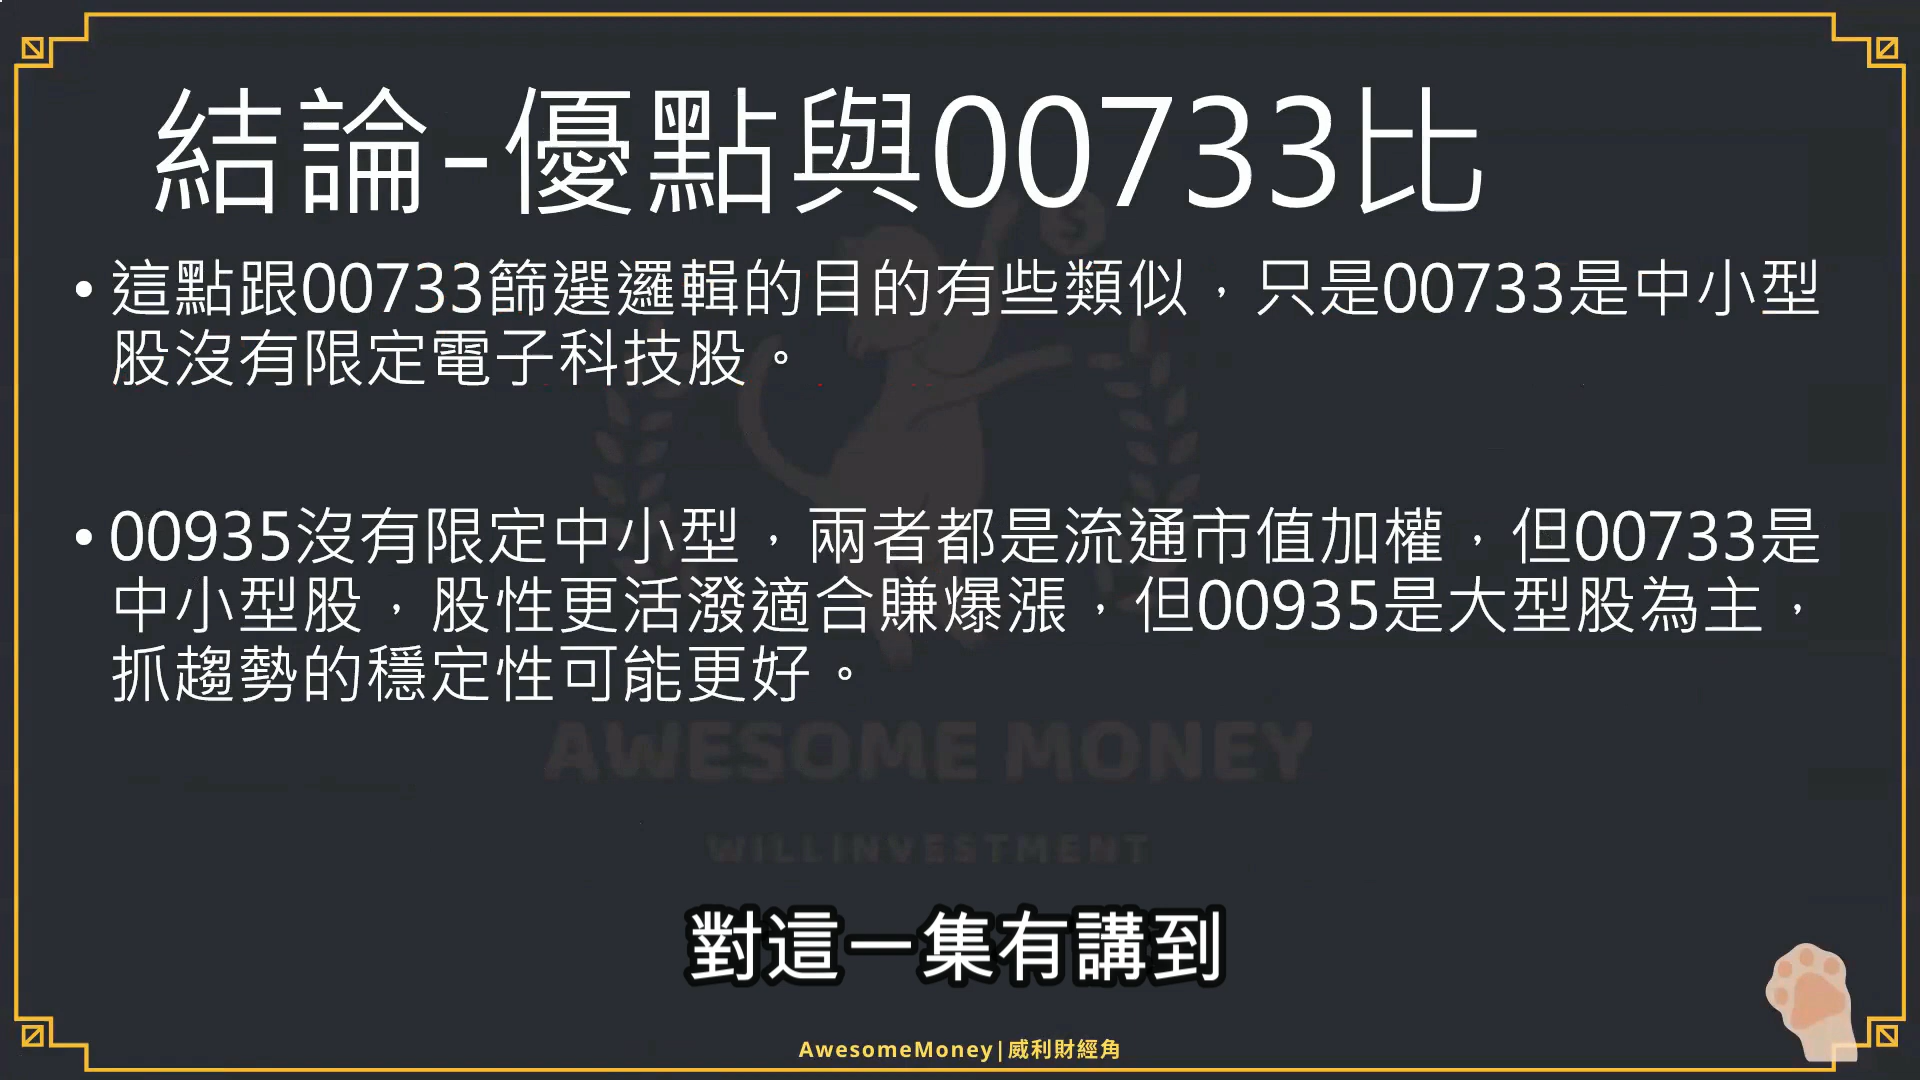 結論-優點與00733比
• 這點跟00733篩選邏輯的目的有些類似，只是00733是中小型
股沒有限定電子科技股。
• 00935沒有限定中小型，兩者都是流通市值加權，但00733是
中小型股，股性更活潑適合賺爆漲，但00935是大型股為主，
抓趨勢的穩定性可能更好。
AWESOME MONEY
WILLINVESTMENT
對這一集有講到
AwesomeMoney|威利財經角